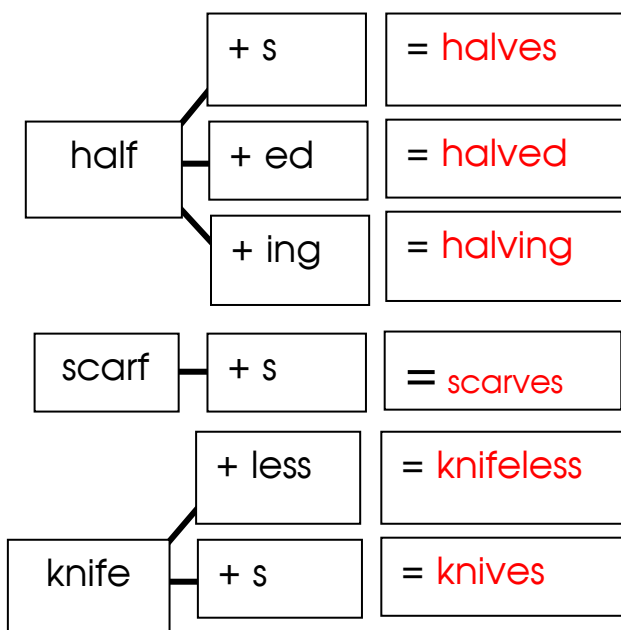 + s = halves
half + ed = halved
+ ing = halving
scarf + s = scarves
+ less = knifeless
knife + s = knives